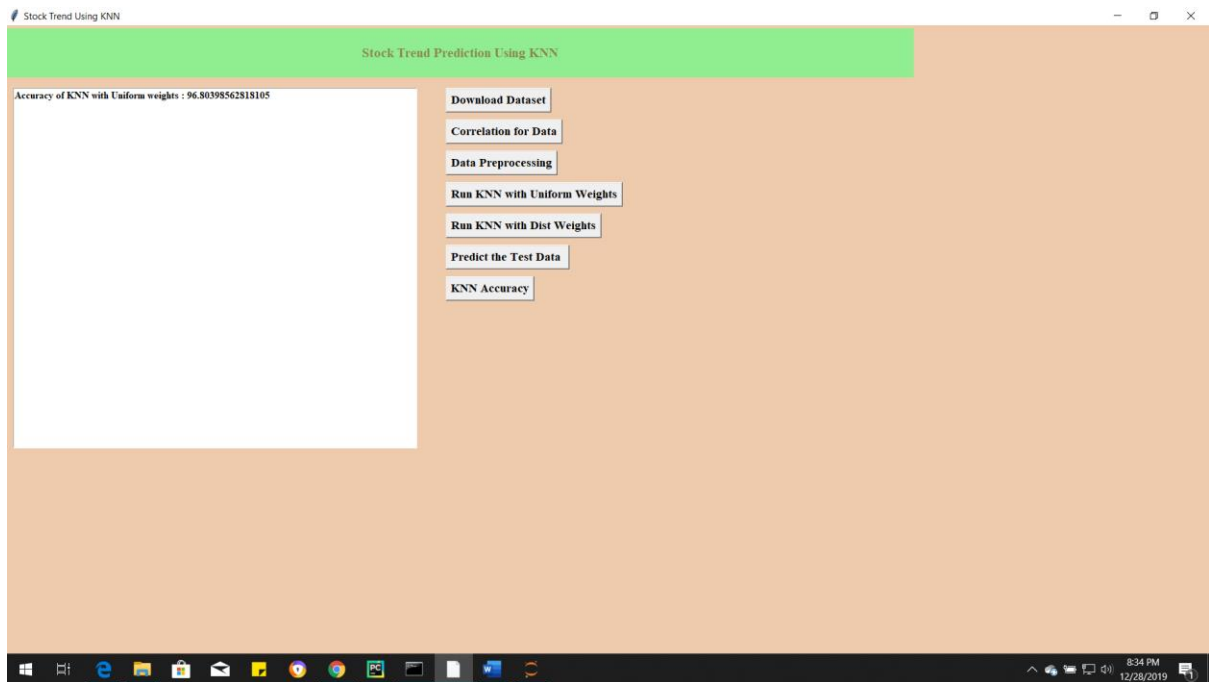 Stock Trend Using KNN
Stock Trend Prediction Using KNN
Accuracy of KNN with Uniform weights : 96.80398562818105
Download Dataset
Correlation for Data
Data Preprocessing
Run KNN with Uniform Weights
Run KNN with Dist Weights
Predict the Test Data
KNN Accuracy
PC
W
8:34 PM
12/28/2019
1